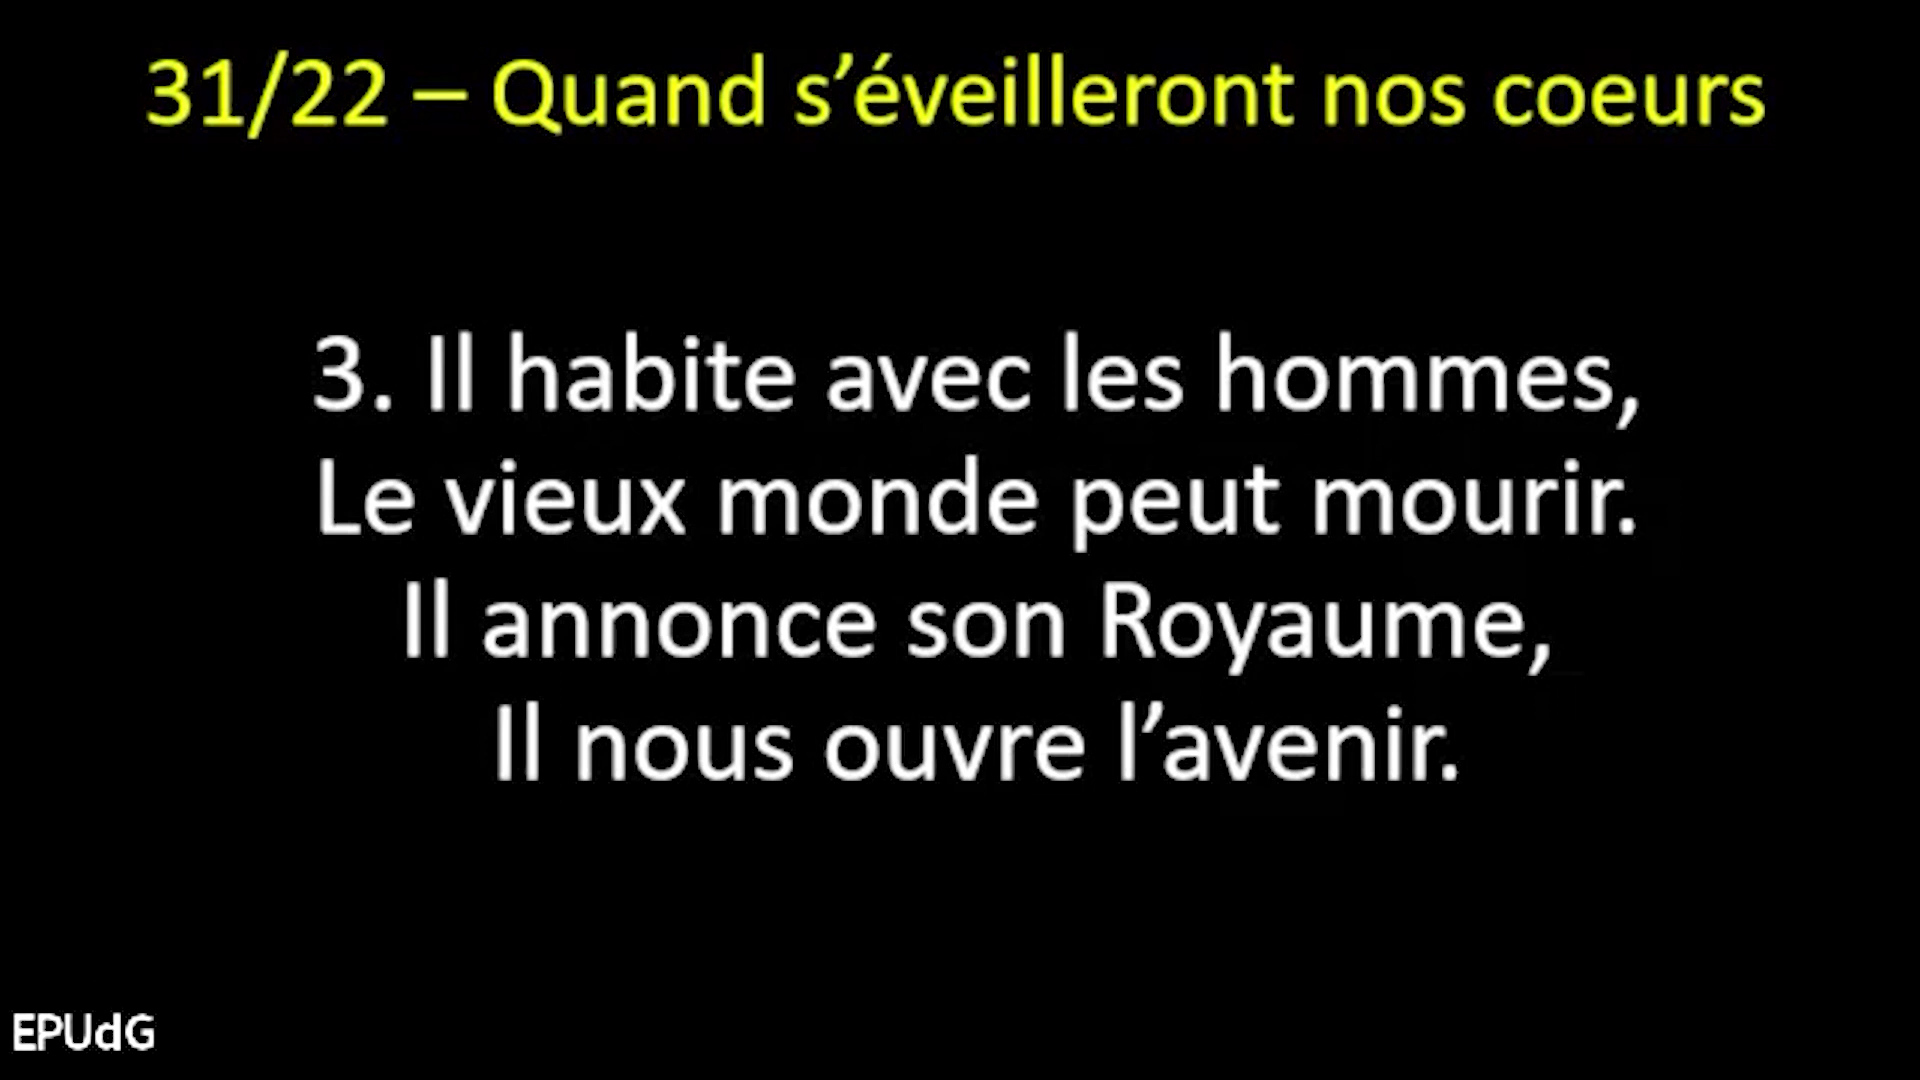 31/22 – Quand s’éveilleront nos coeurs
3. Il habite avec les hommes,
Le vieux monde peut mourir.
Il annonce son Royaume,
Il nous ouvre l’avenir.
EPUdG